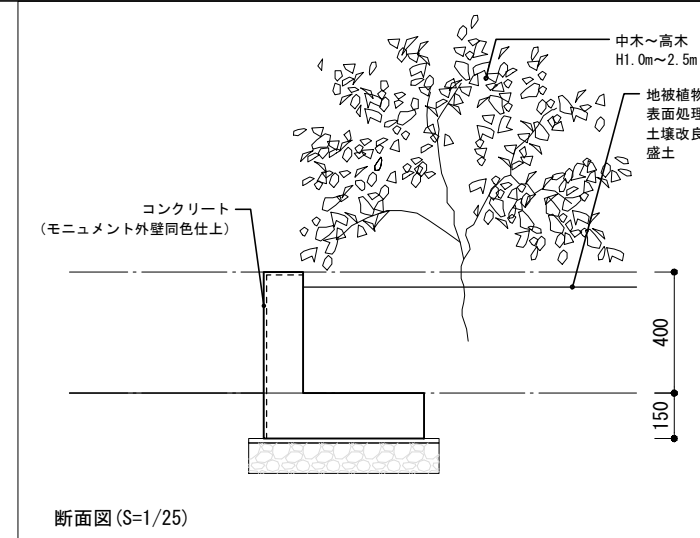 中木～高木
H1.0m～2.5m
地被植物
表面処理
土壌改良
盛土
コンクリート
（モニュメント外壁同色仕上）
400
150
断面図(S=1/25)